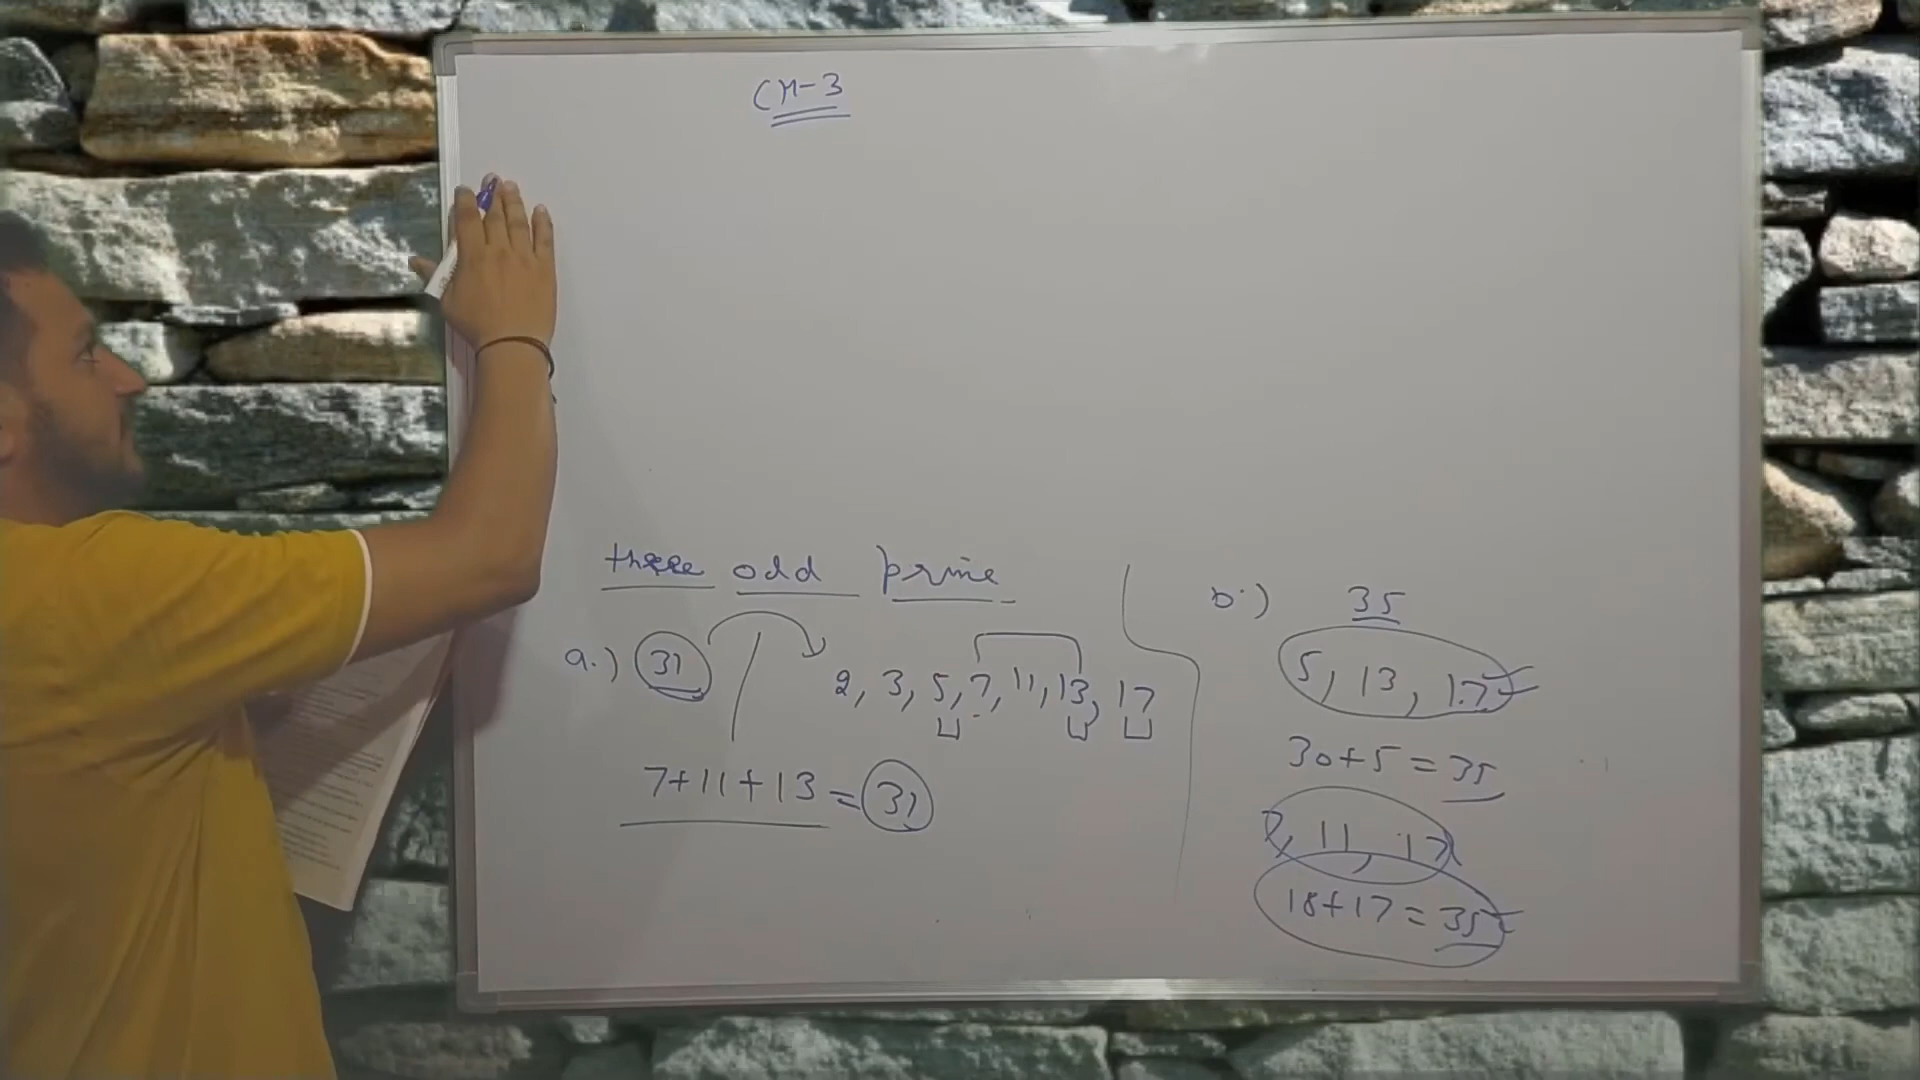 CH-3
three odd prime
a.) 31
2, 3, 5, 7, 11, 13, 17
7+11+13 = 31
b.) 35
5, 13, 17
30+5 = 35
7, 11, 17
18+17 = 35